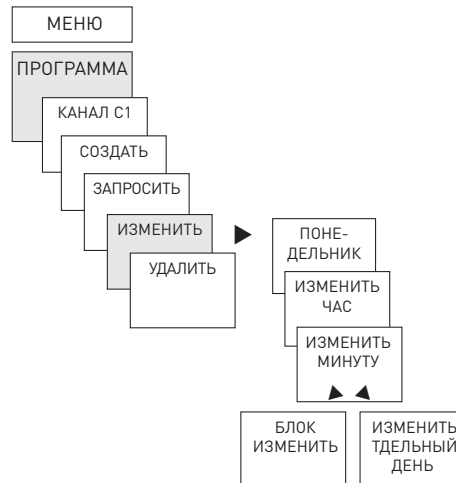 МЕНЮ
ПРОГРАММА
КАНАЛ C1
СОЗДАТЬ
ЗАПРОСИТЬ
ИЗМЕНИТЬ
УДАЛИТЬ
ПОНЕ-
ДЕЛЬНИК
ИЗМЕНИТЬ
ЧАС
ИЗМЕНИТЬ
МИНУТУ
БЛОК
ИЗМЕНИТЬ
ИЗМЕНИТЬ
ТДЕЛЬНЫЙ
ДЕНЬ